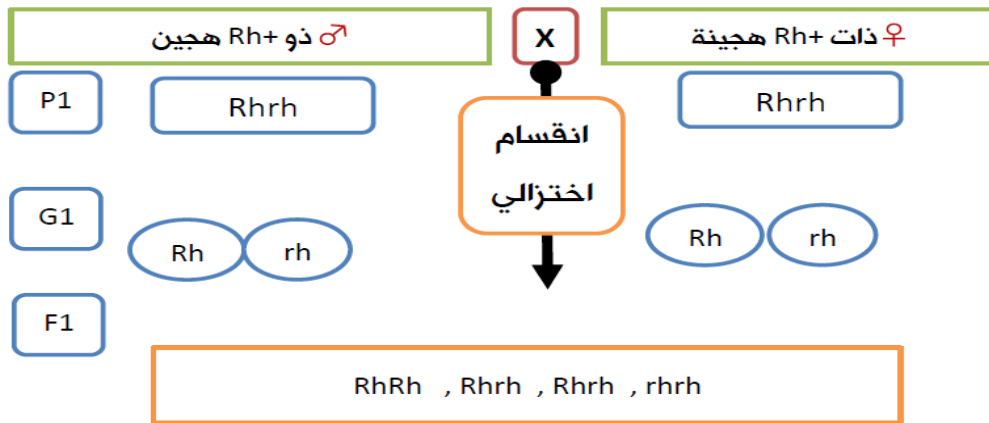 ♀ ذات Rh+ هجينة
X
♂ ذو Rh+ هجين
P1
Rhrh
Rhrh
انقسام
اختزالي
G1
Rh
rh
Rh
rh
F1
RhRh , Rhrh , Rhrh , rhrh